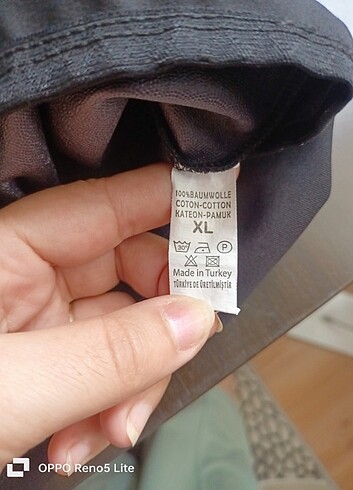 100%BAUMWOLLE
COTON-COTTON
KATEON-PAMUK
XL
30°
P
Made in Turkey
TÜRKİYE DE ÜRETİLMİŞTİR
OPPO Reno5 Lite